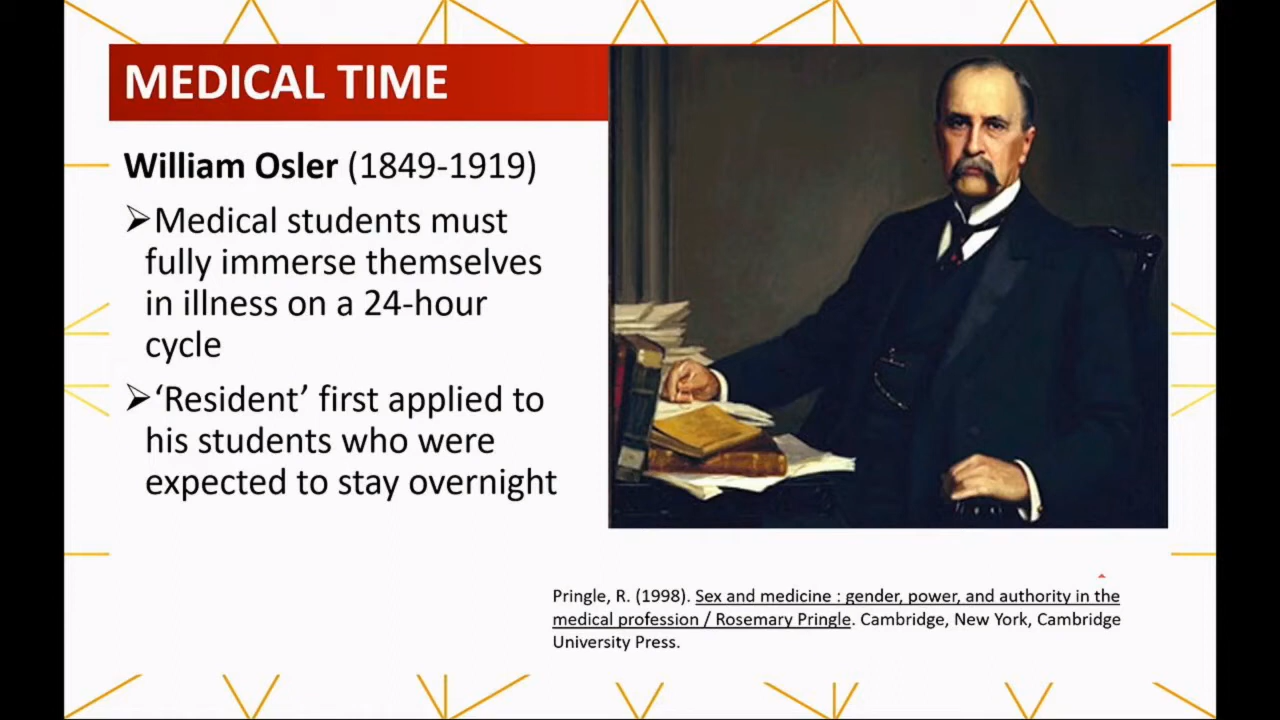 MEDICAL TIME
William Osler (1849-1919)
➢Medical students must
fully immerse themselves
in illness on a 24-hour
cycle
➢‘Resident’ first applied to
his students who were
expected to stay overnight
Pringle, R. (1998). Sex and medicine : gender, power, and authority in the
medical profession / Rosemary Pringle. Cambridge, New York, Cambridge
University Press.